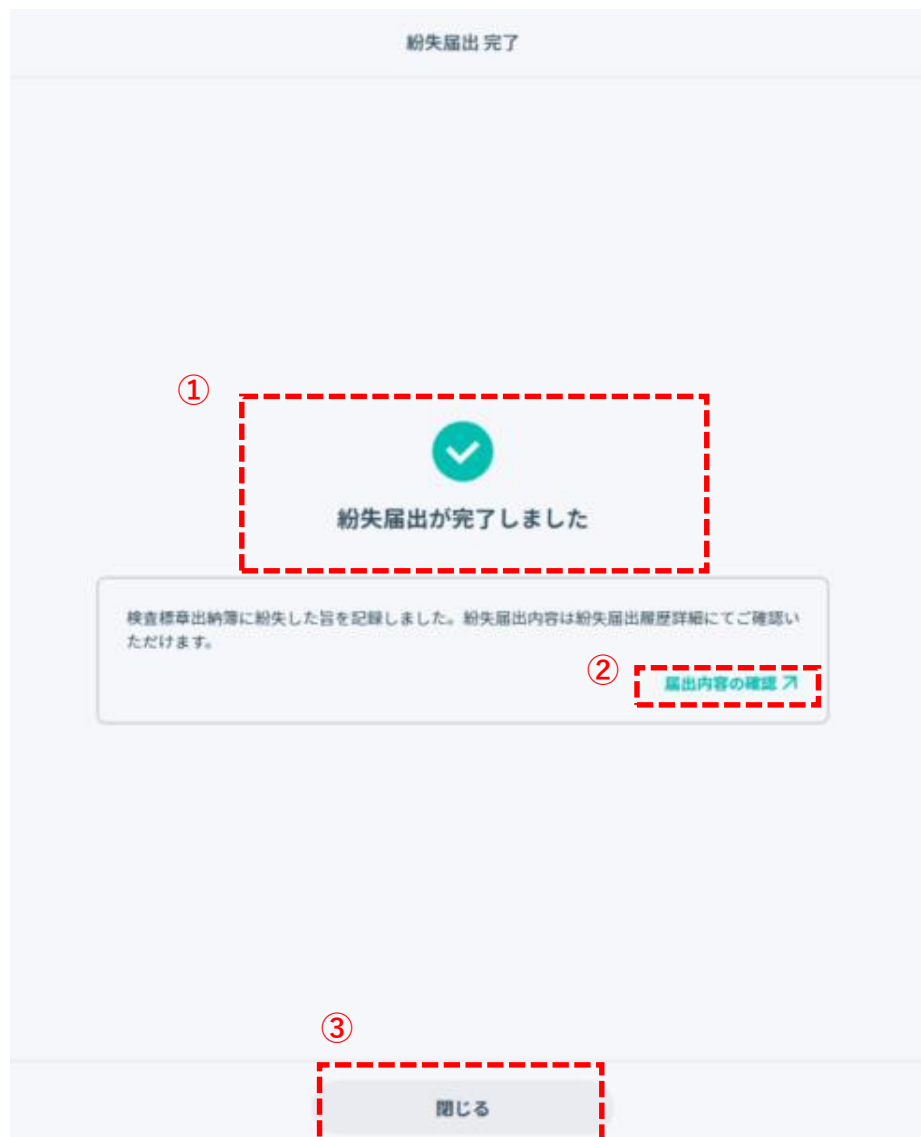 紛失届出 完了
①
紛失届出が完了しました
検査標章出納簿に紛失した旨を記録しました。紛失届出内容は紛失届出履歴詳細にてご確認い
ただけます。
②
届出内容の確認
③
閉じる